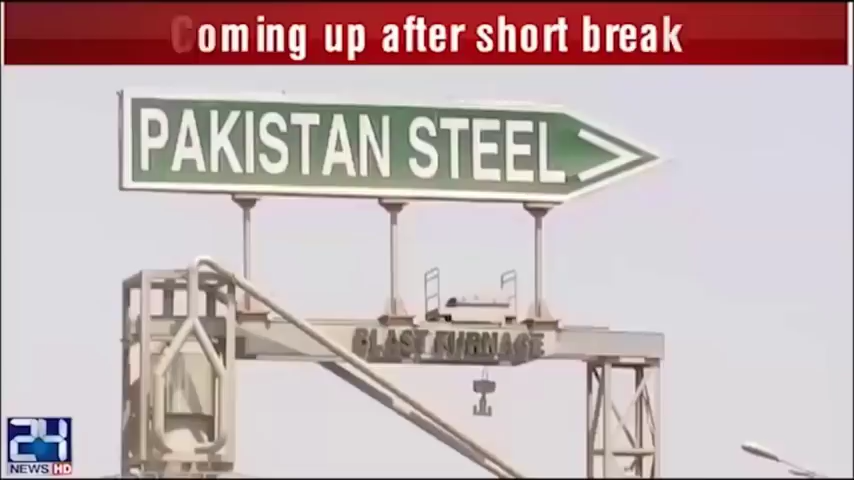 Coming up after short break
PAKISTAN STEEL
BLAST FURNACE
24
NEWS HD